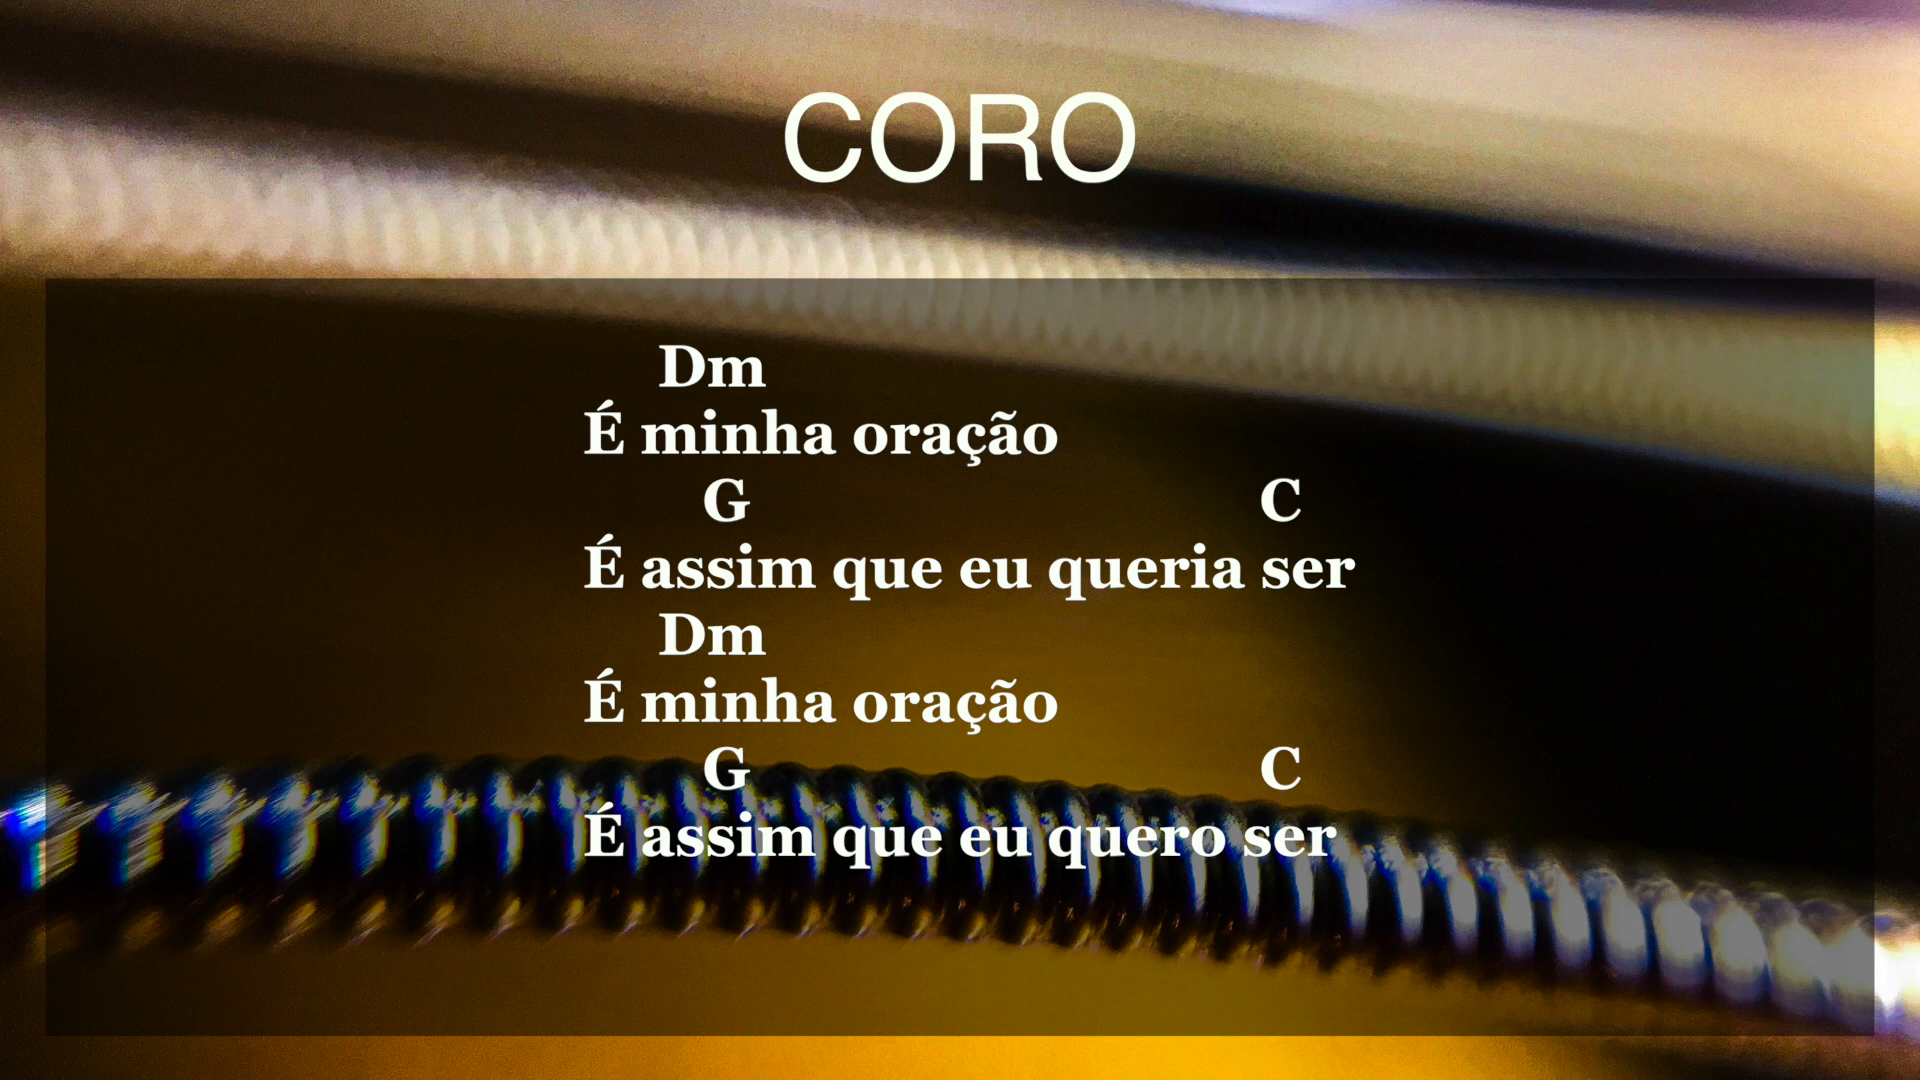 CORO
Dm
É minha oração
G C
É assim que eu queria ser
Dm
É minha oração
G C
É assim que eu quero ser